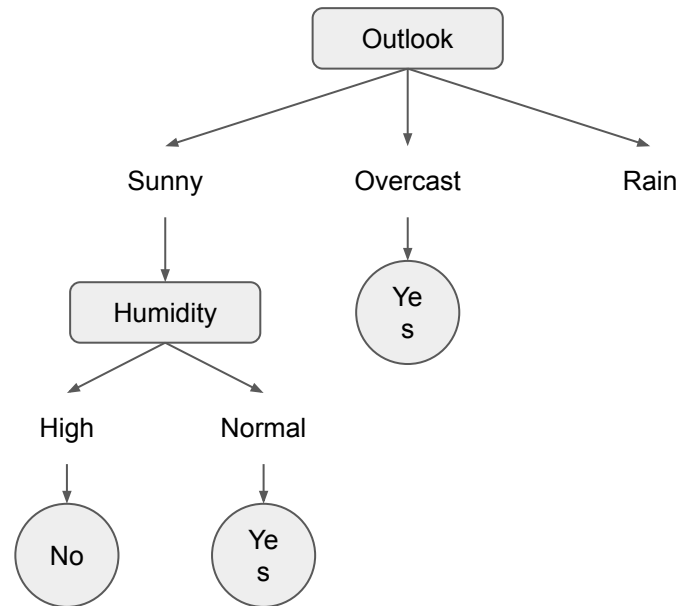 Outlook
Sunny
Overcast
Rain
Humidity
Ye
s
High
Normal
No
Ye
s